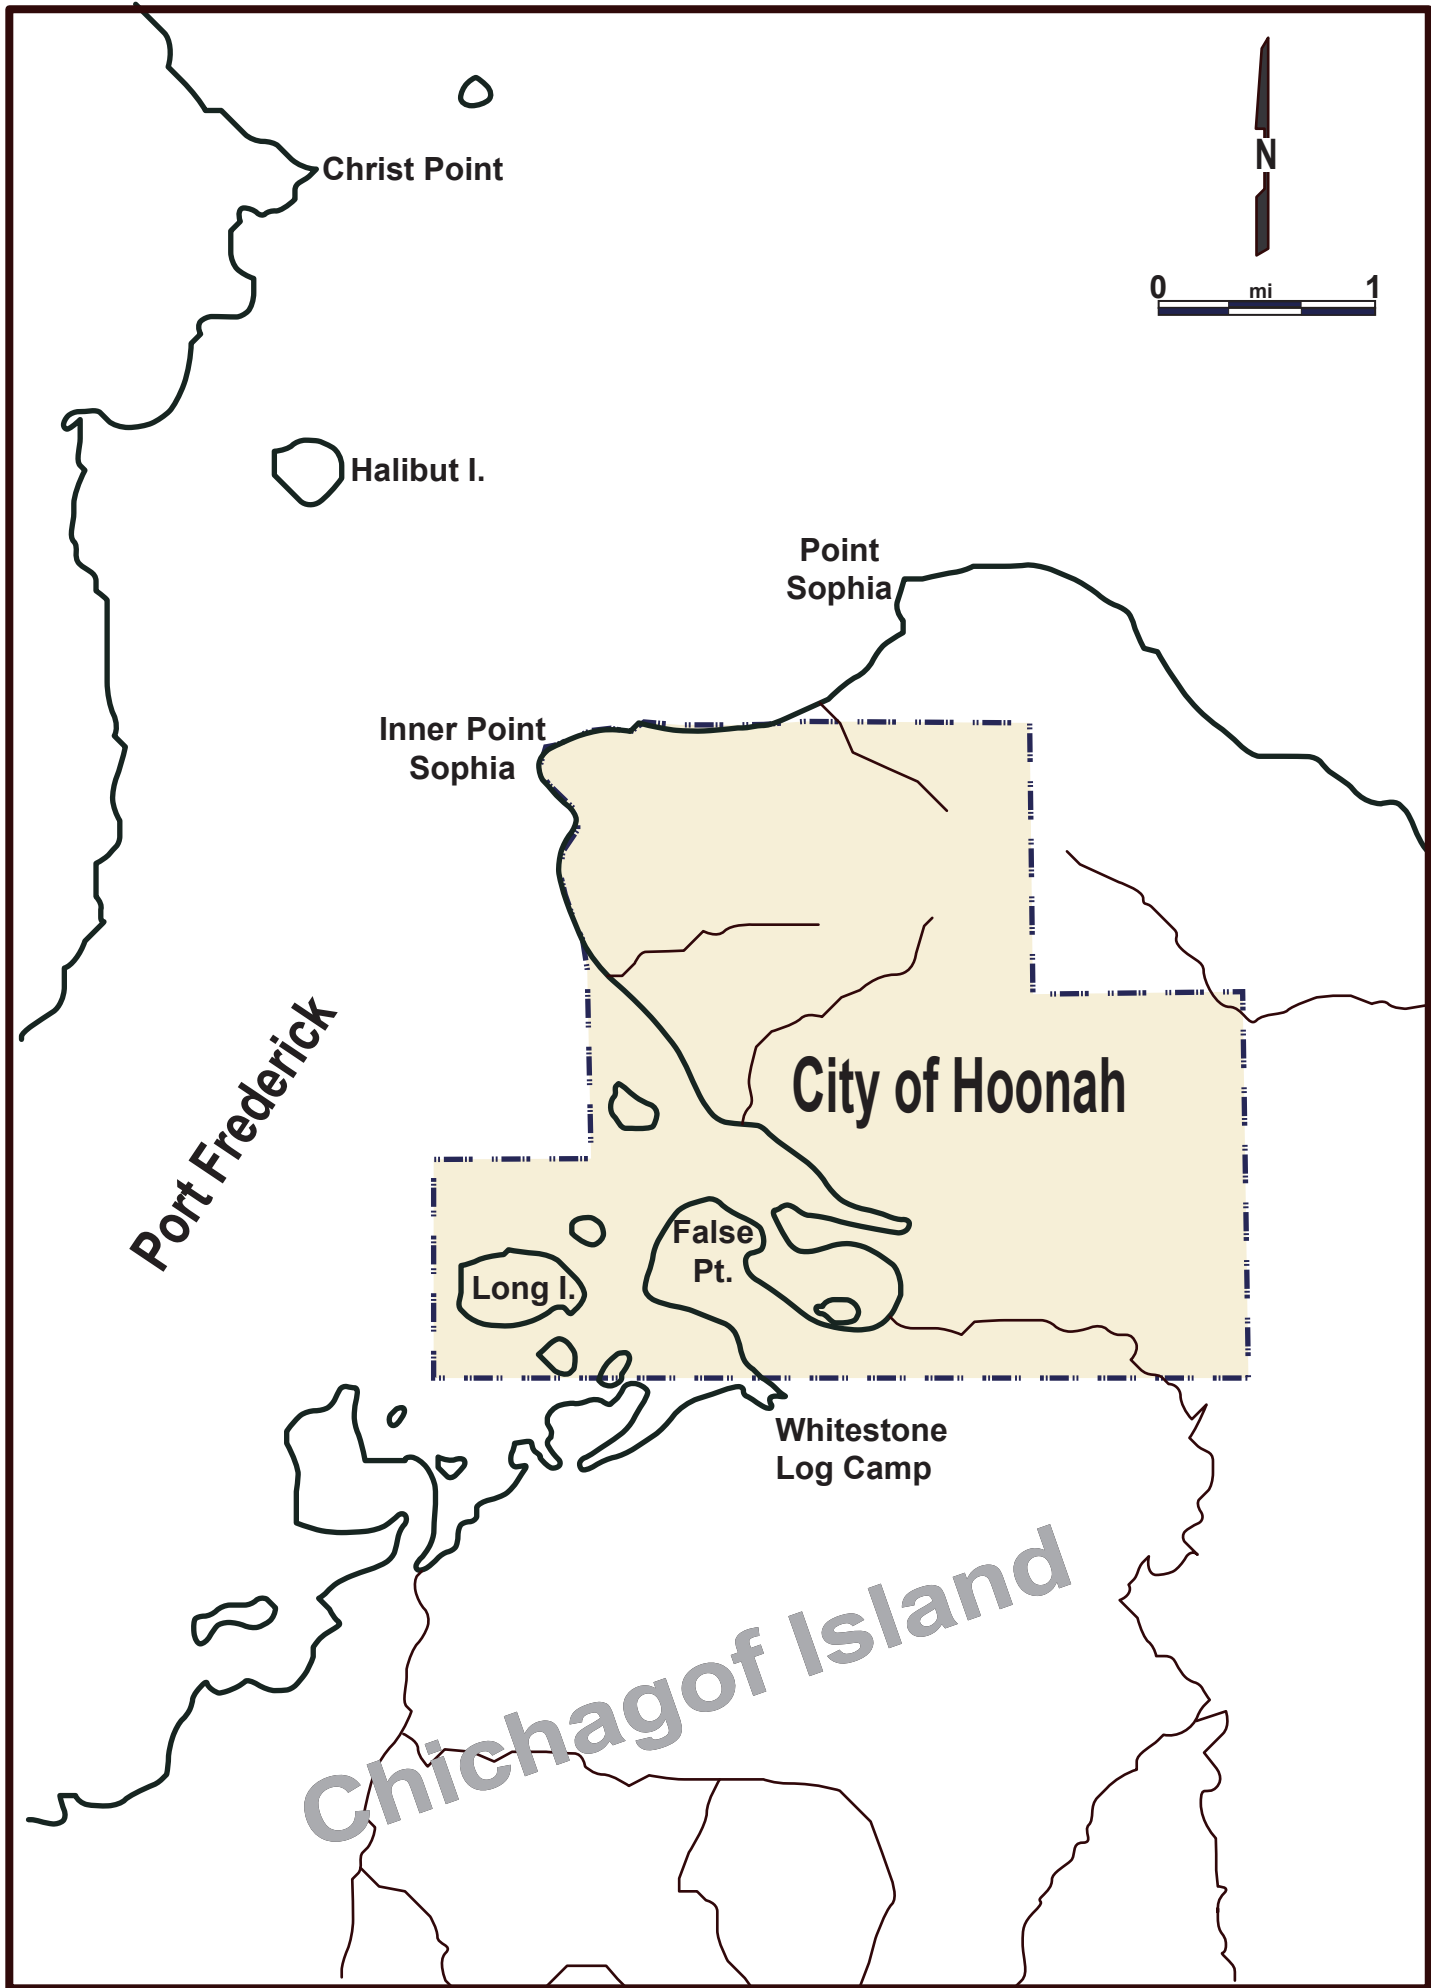 Christ Point
N
0 mi 1
Halibut I.
Point
Sophia
Inner Point
Sophia
Port Frederick
City of Hoonah
False
Pt.
Long I.
Whitestone
Log Camp
Chichagof Island